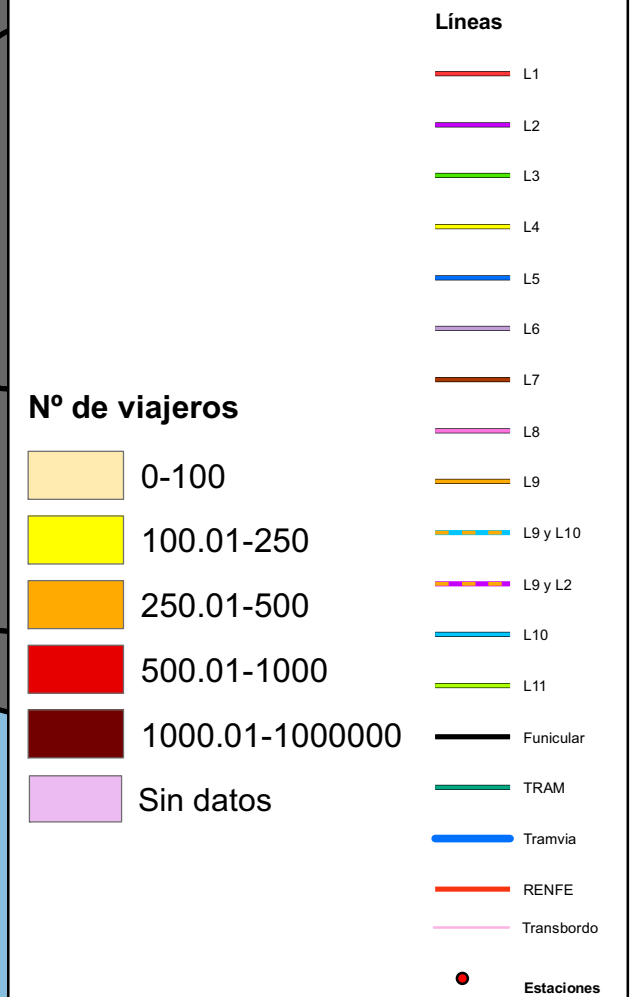 Líneas
L1
L2
L3
L4
L5
L6
L7
L8
L9
L9 y L10
L9 y L2
L10
L11
Funicular
TRAM
Tramvia
RENFE
Transbordo
Estaciones
Nº de viajeros
0-100
100.01-250
250.01-500
500.01-1000
1000.01-1000000
Sin datos